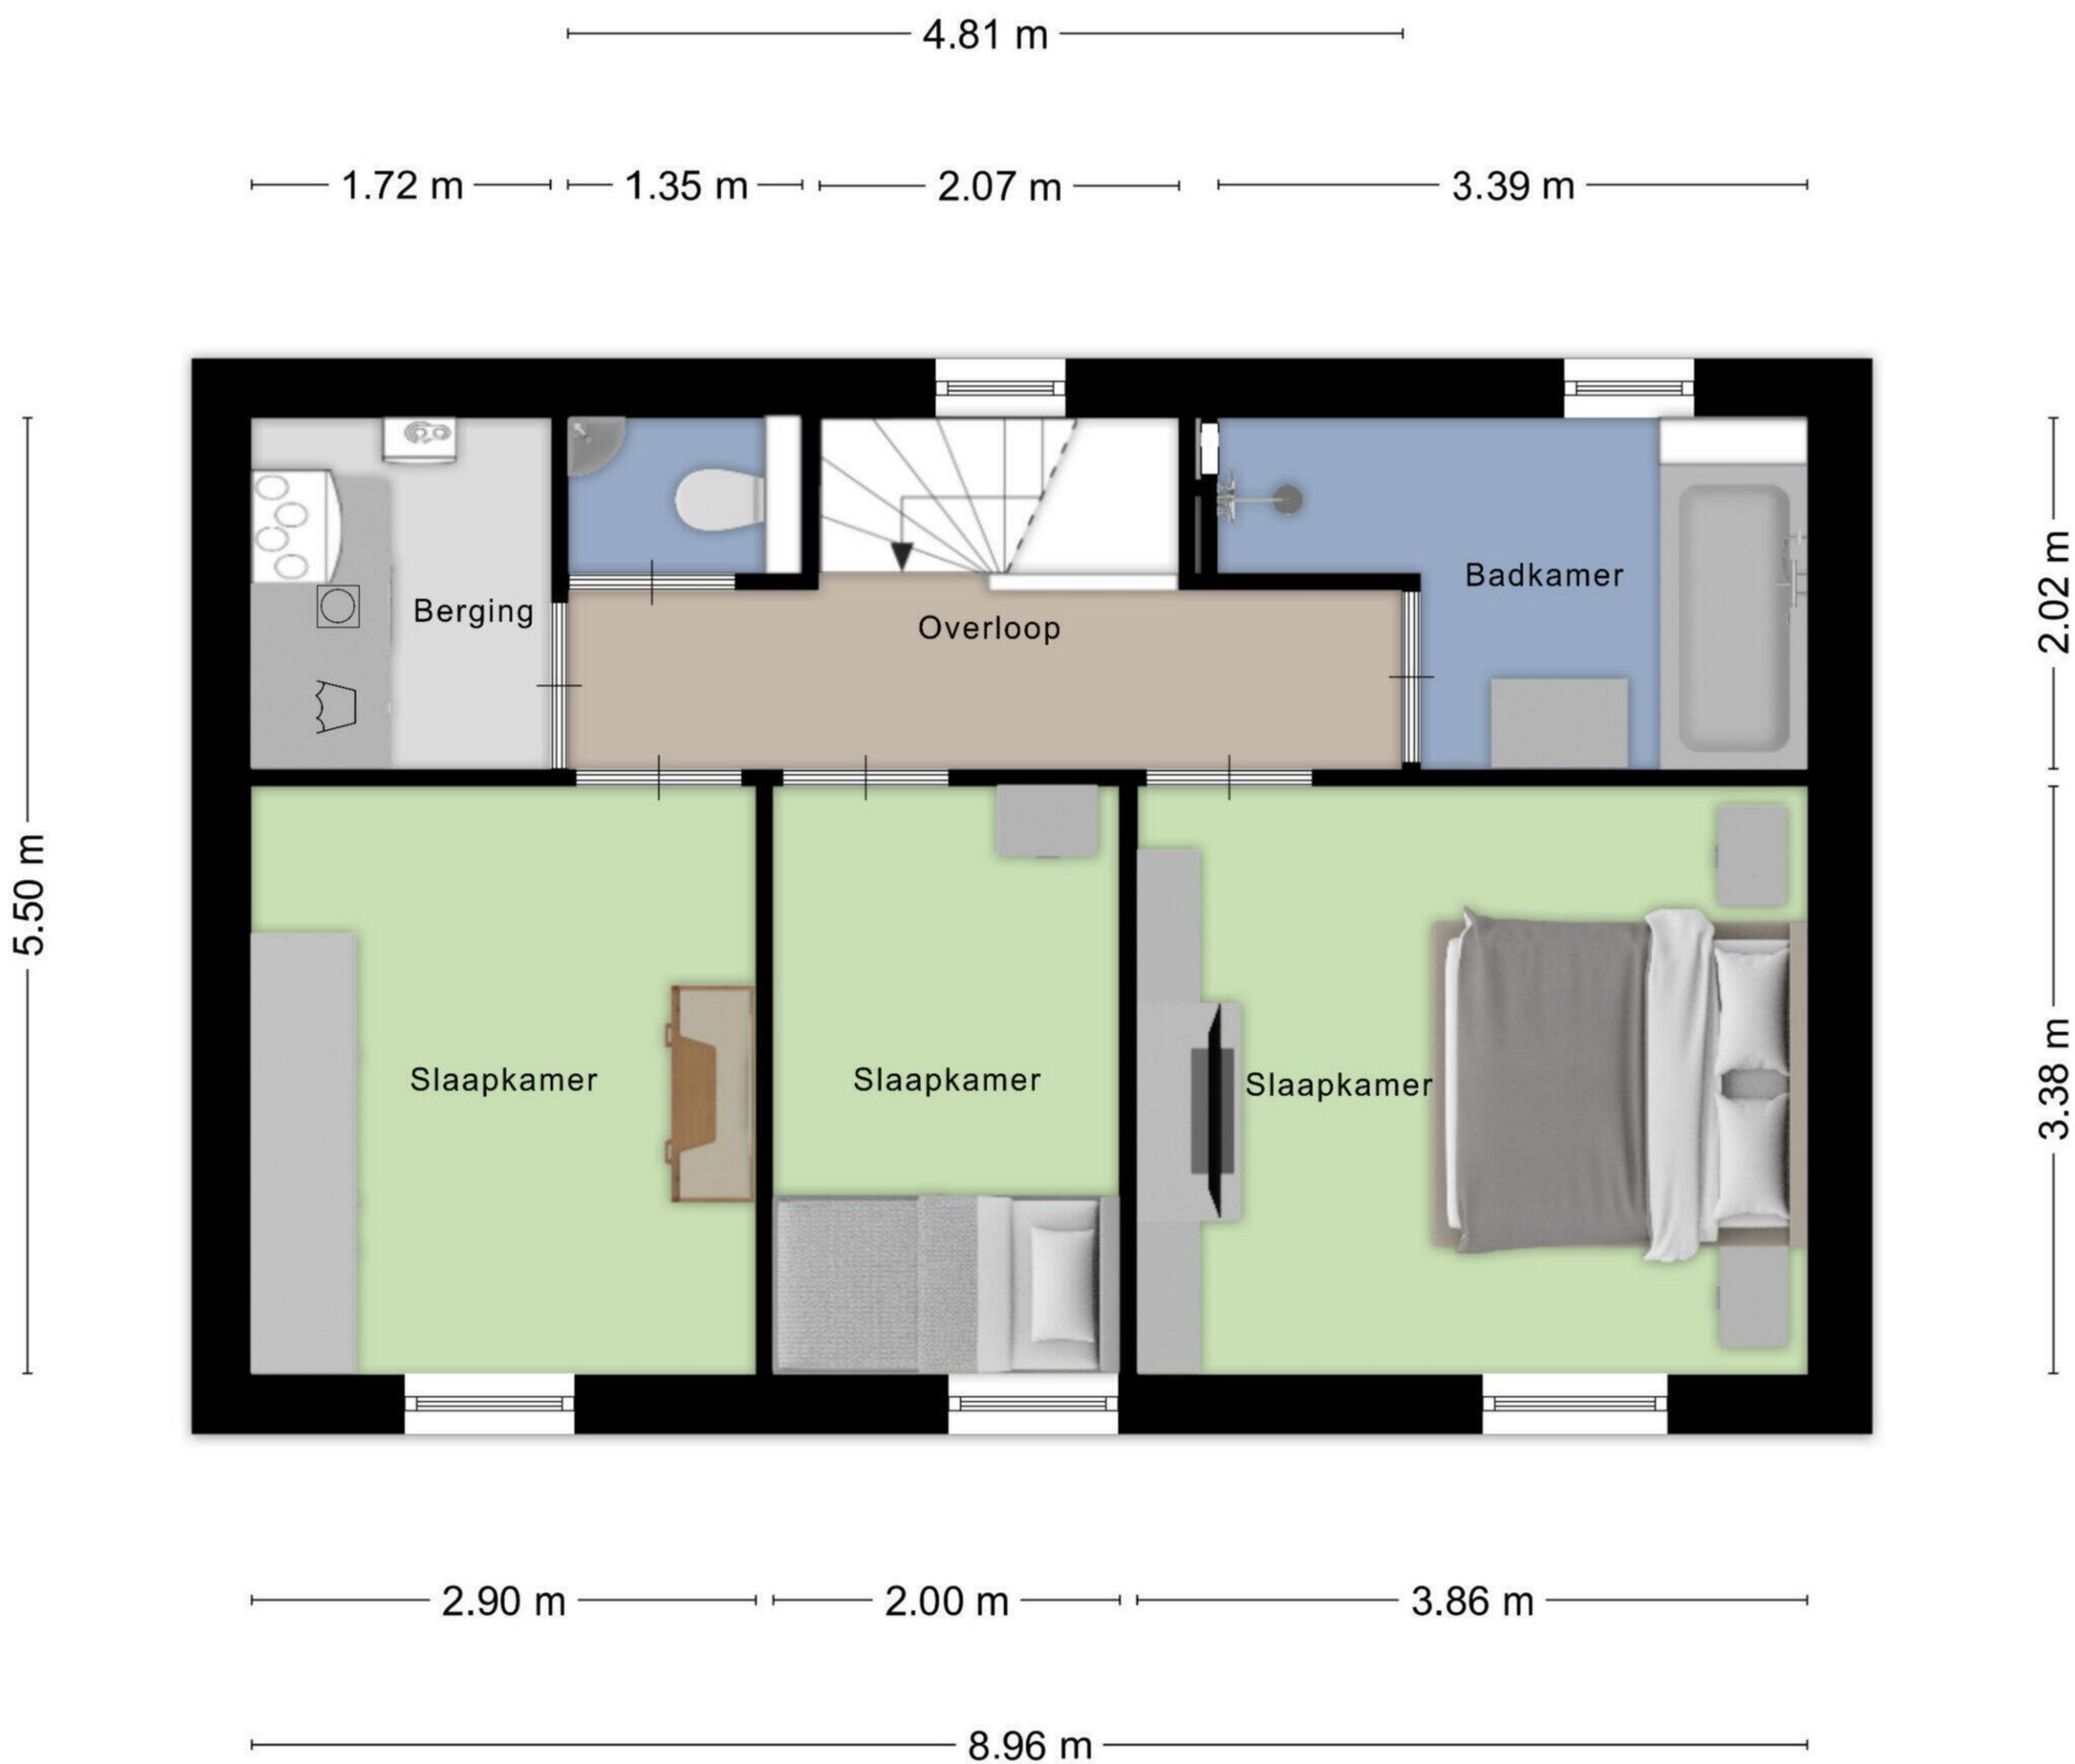 4.81 m
1.72 m
1.35 m
2.07 m
3.39 m
Berging
Overloop
Badkamer
2.02 m
5.50 m
Slaapkamer
Slaapkamer
Slaapkamer
3.38 m
2.90 m
2.00 m
3.86 m
8.96 m